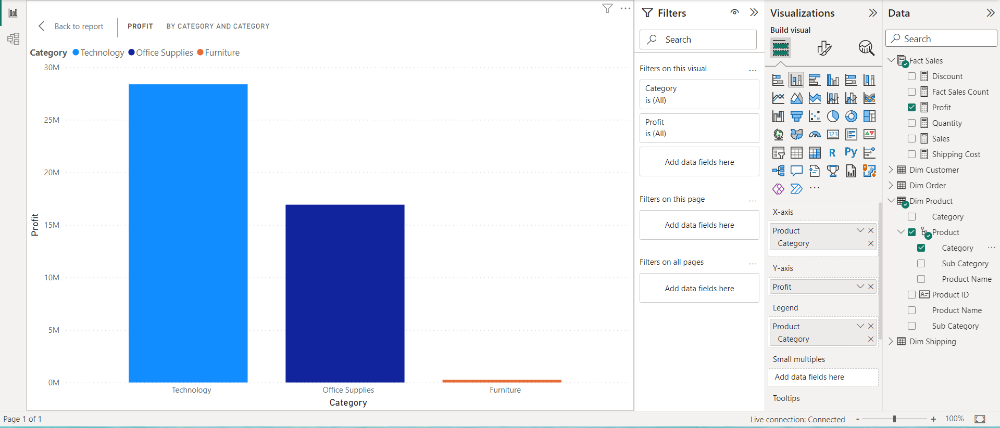 Back to report
PROFIT
BY CATEGORY AND CATEGORY
Category Technology Office Supplies Furniture
30M
25M
20M
15M
10M
5M
0M
Profit
Technology Office Supplies Furniture
Category
Filters
Search
Filters on this visual
Category
is (All)
Profit
is (All)
Add data fields here
Filters on this page
Add data fields here
Filters on all pages
Add data fields here
Visualizations
Build visual
123
R
Py
X-axis
Product
Category
Y-axis
Profit
Legend
Product
Category
Small multiples
Add data fields here
Tooltips
Data
Search
Fact Sales
Discount
Fact Sales Count
Profit
Quantity
Sales
Shipping Cost
Dim Customer
Dim Order
Dim Product
Category
Product
Category
Sub Category
Product Name
Product ID
Product Name
Sub Category
Dim Shipping
Page 1 of 1
Live connection: Connected
- + 100%